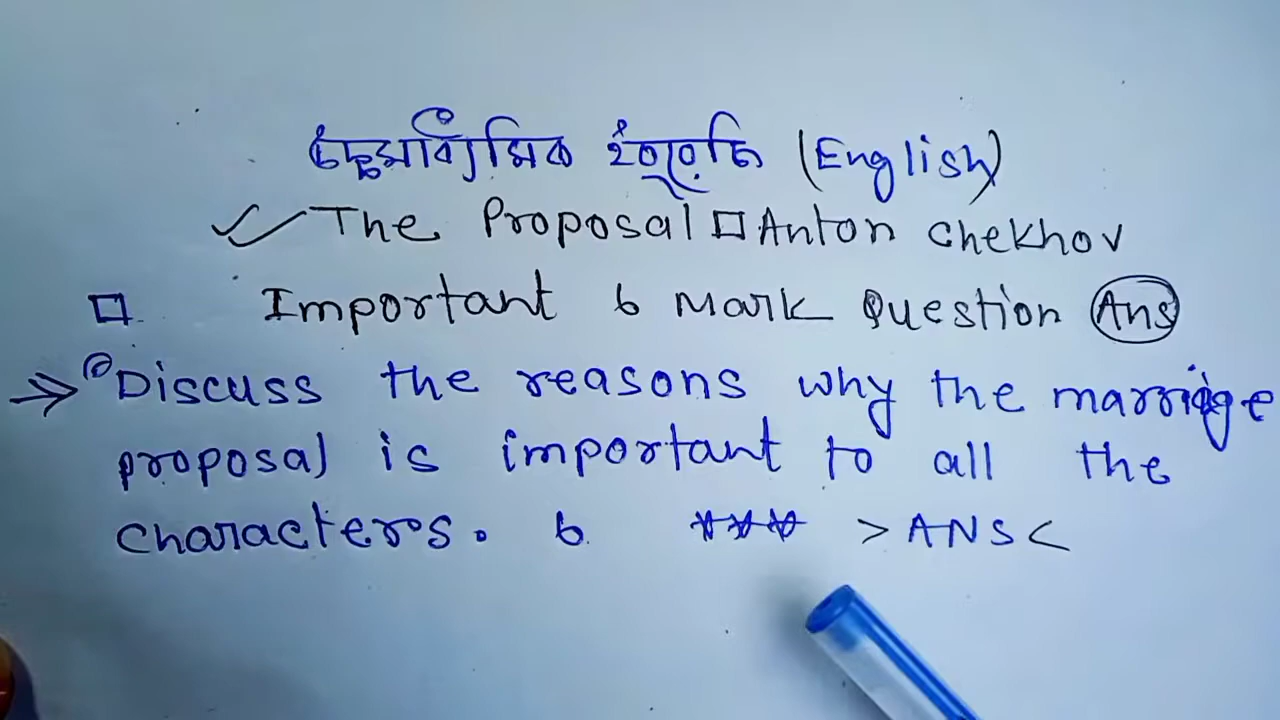 উচ্চমাধ্যমিক ইংরেজি (English)
The Proposal □ Anton Chekhov
□ Important 6 Mark Question Ans
⇒ Discuss the reasons why the marriage
proposal is important to all the
characters. 6 *** >ANS<